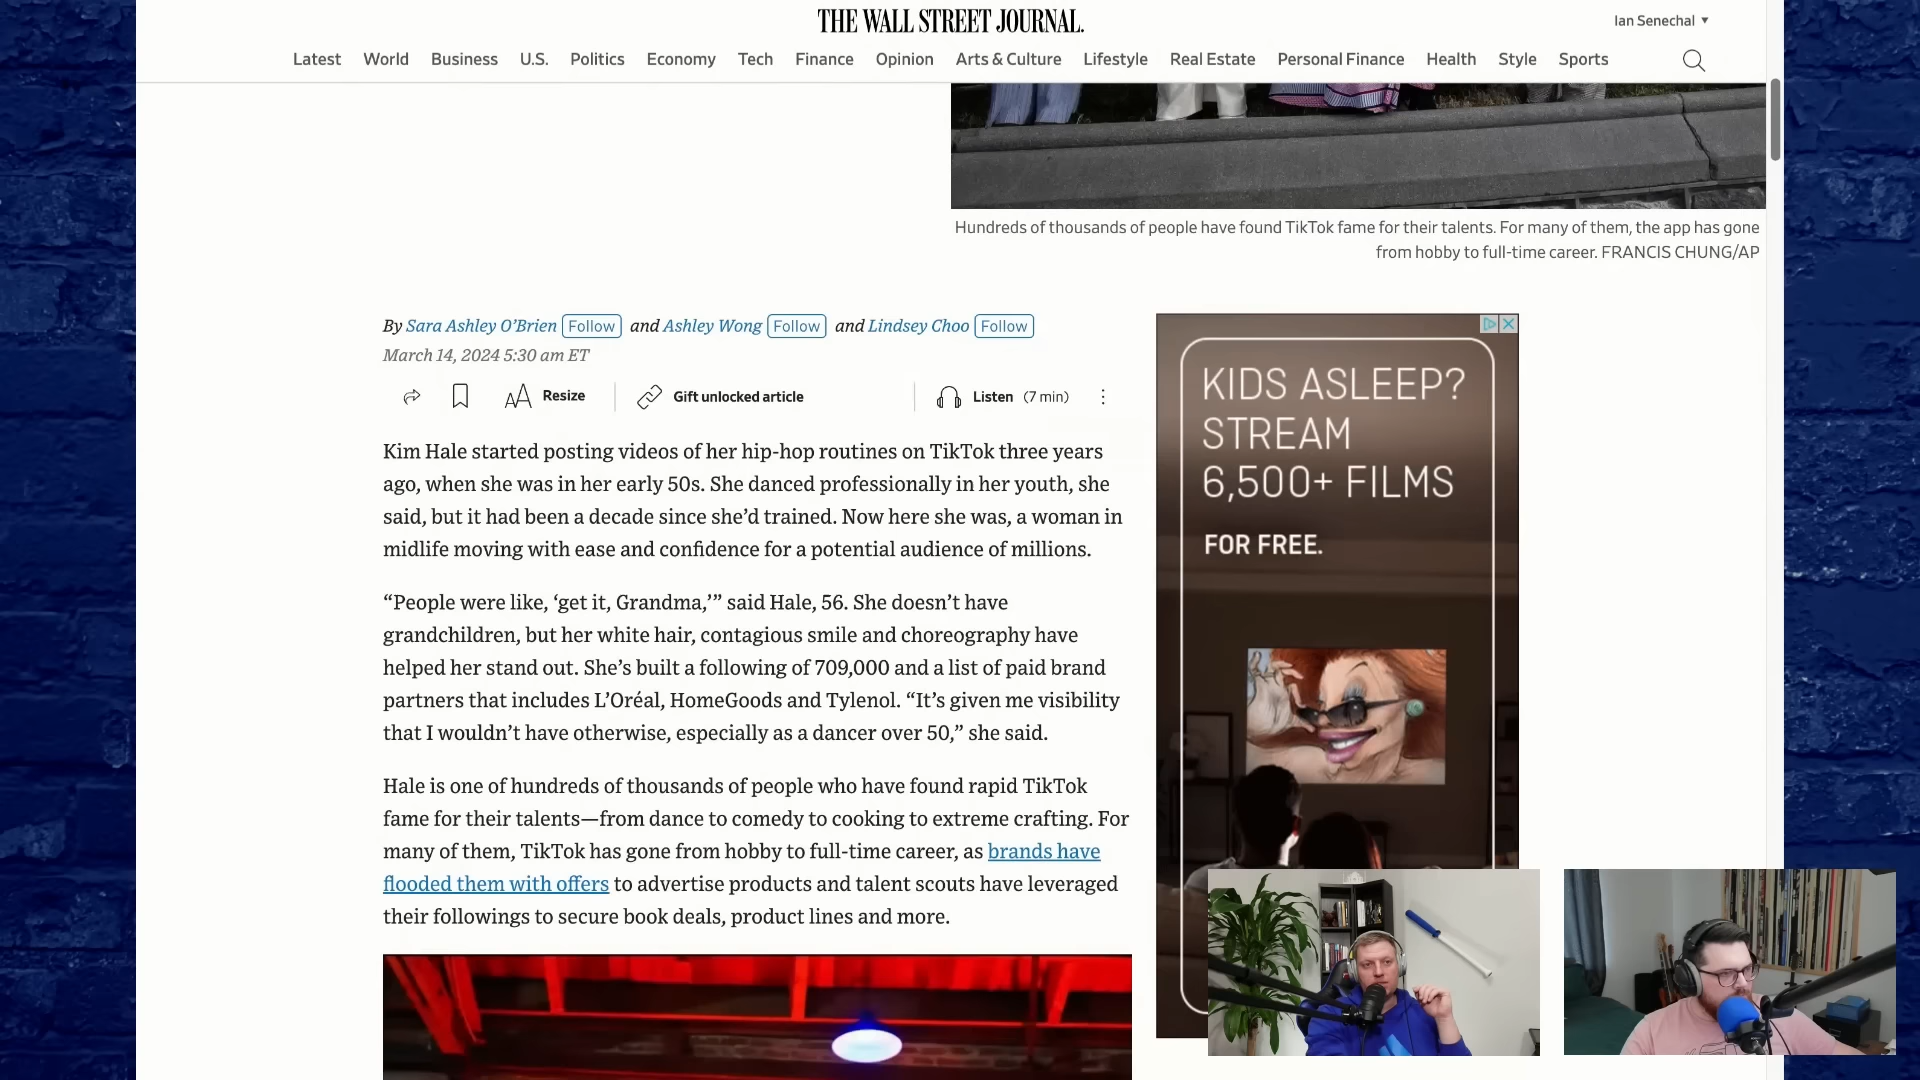 THE WALL STREET JOURNAL.
Ian Senechal ▼
Latest World Business U.S. Politics Economy Tech Finance Opinion Arts & Culture Lifestyle Real Estate Personal Finance Health Style Sports
Hundreds of thousands of people have found TikTok fame for their talents. For many of them, the app has gone
from hobby to full-time career. FRANCIS CHUNG/AP
By Sara Ashley O’Brien Follow and Ashley Wong Follow and Lindsey Choo Follow
March 14, 2024 5:30 am ET
AA Resize Gift unlocked article Listen (7 min)
Kim Hale started posting videos of her hip-hop routines on TikTok three years
ago, when she was in her early 50s. She danced professionally in her youth, she
said, but it had been a decade since she’d trained. Now here she was, a woman in
midlife moving with ease and confidence for a potential audience of millions.
“People were like, ‘get it, Grandma,’” said Hale, 56. She doesn’t have
grandchildren, but her white hair, contagious smile and choreography have
helped her stand out. She’s built a following of 709,000 and a list of paid brand
partners that includes L’Oréal, HomeGoods and Tylenol. “It’s given me visibility
that I wouldn’t have otherwise, especially as a dancer over 50,” she said.
Hale is one of hundreds of thousands of people who have found rapid TikTok
fame for their talents—from dance to comedy to cooking to extreme crafting. For
many of them, TikTok has gone from hobby to full-time career, as brands have
flooded them with offers to advertise products and talent scouts have leveraged
their followings to secure book deals, product lines and more.
KIDS ASLEEP?
STREAM
6,500+ FILMS
FOR FREE.